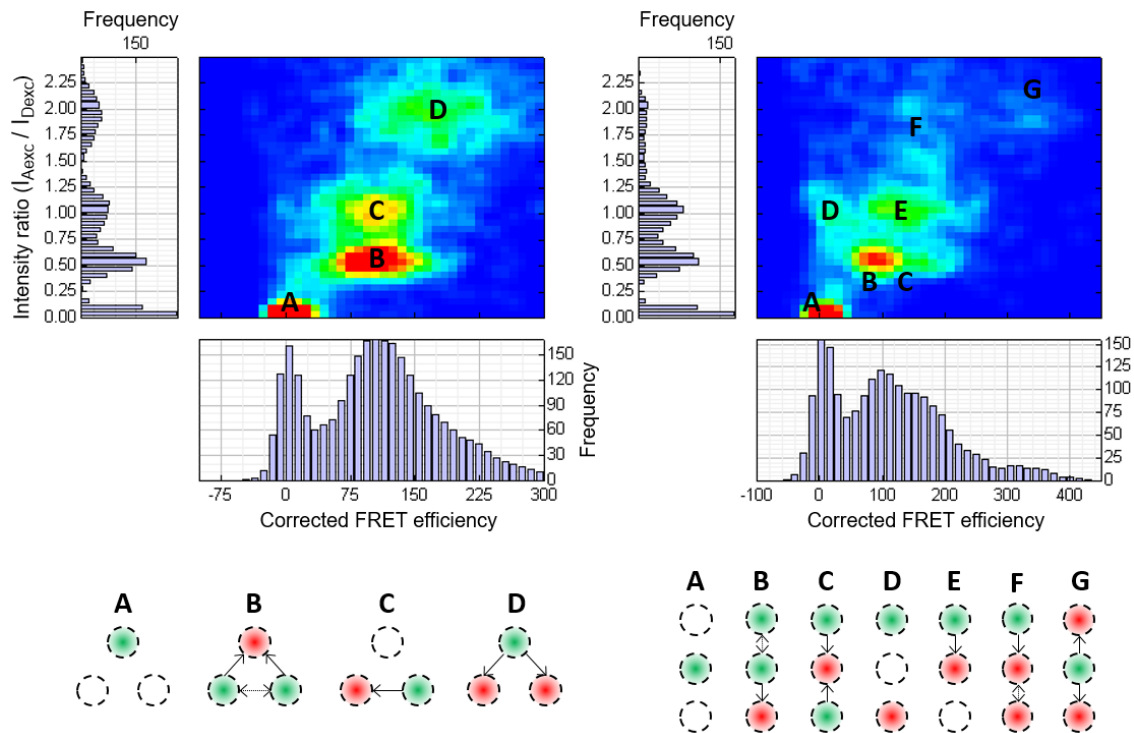 Frequency
150
Intensity ratio (I Aexc / I Dexc)
2.25
2.00
1.75
1.50
1.25
1.00
0.75
0.50
0.25
0.00
D
C
B
A
150
120
90
60
30
0
Frequency
-75 0 75 150 225 300
Corrected FRET efficiency
Frequency
150
2.25
2.00
1.75
1.50
1.25
1.00
0.75
0.50
0.25
0.00
G
F
D E
B C
A
150
125
100
75
50
25
0
-100 0 100 200 300 400
Corrected FRET efficiency
A B C D
A B C D E F G